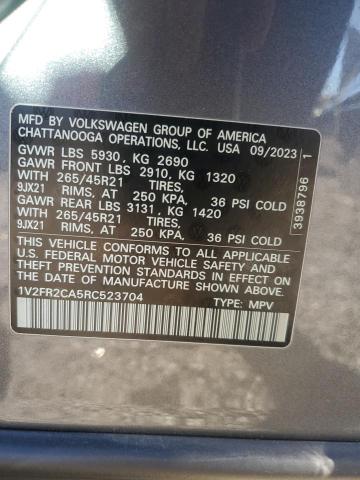 MFD BY VOLKSWAGEN GROUP OF AMERICA
CHATTANOOGA OPERATIONS, LLC. USA 09/2023
GVWR LBS 5930, KG 2690
GAWR FRONT LBS 2910, KG 1320
WITH 265/45R21 TIRES,
9JX21 RIMS, AT 250 KPA, 36 PSI COLD
GAWR REAR LBS 3131, KG 1420
WITH 265/45R21 TIRES,
9JX21 RIMS, AT 250 KPA, 36 PSI COLD
THIS VEHICLE CONFORMS TO ALL APPLICABLE
U.S. FEDERAL MOTOR VEHICLE SAFETY AND
THEFT PREVENTION STANDARDS IN EFFECT ON
THE DATE OF MANUFACTURE SHOWN ABOVE.
1V2FR2CA5RC523704 TYPE: MPV
3938796 1